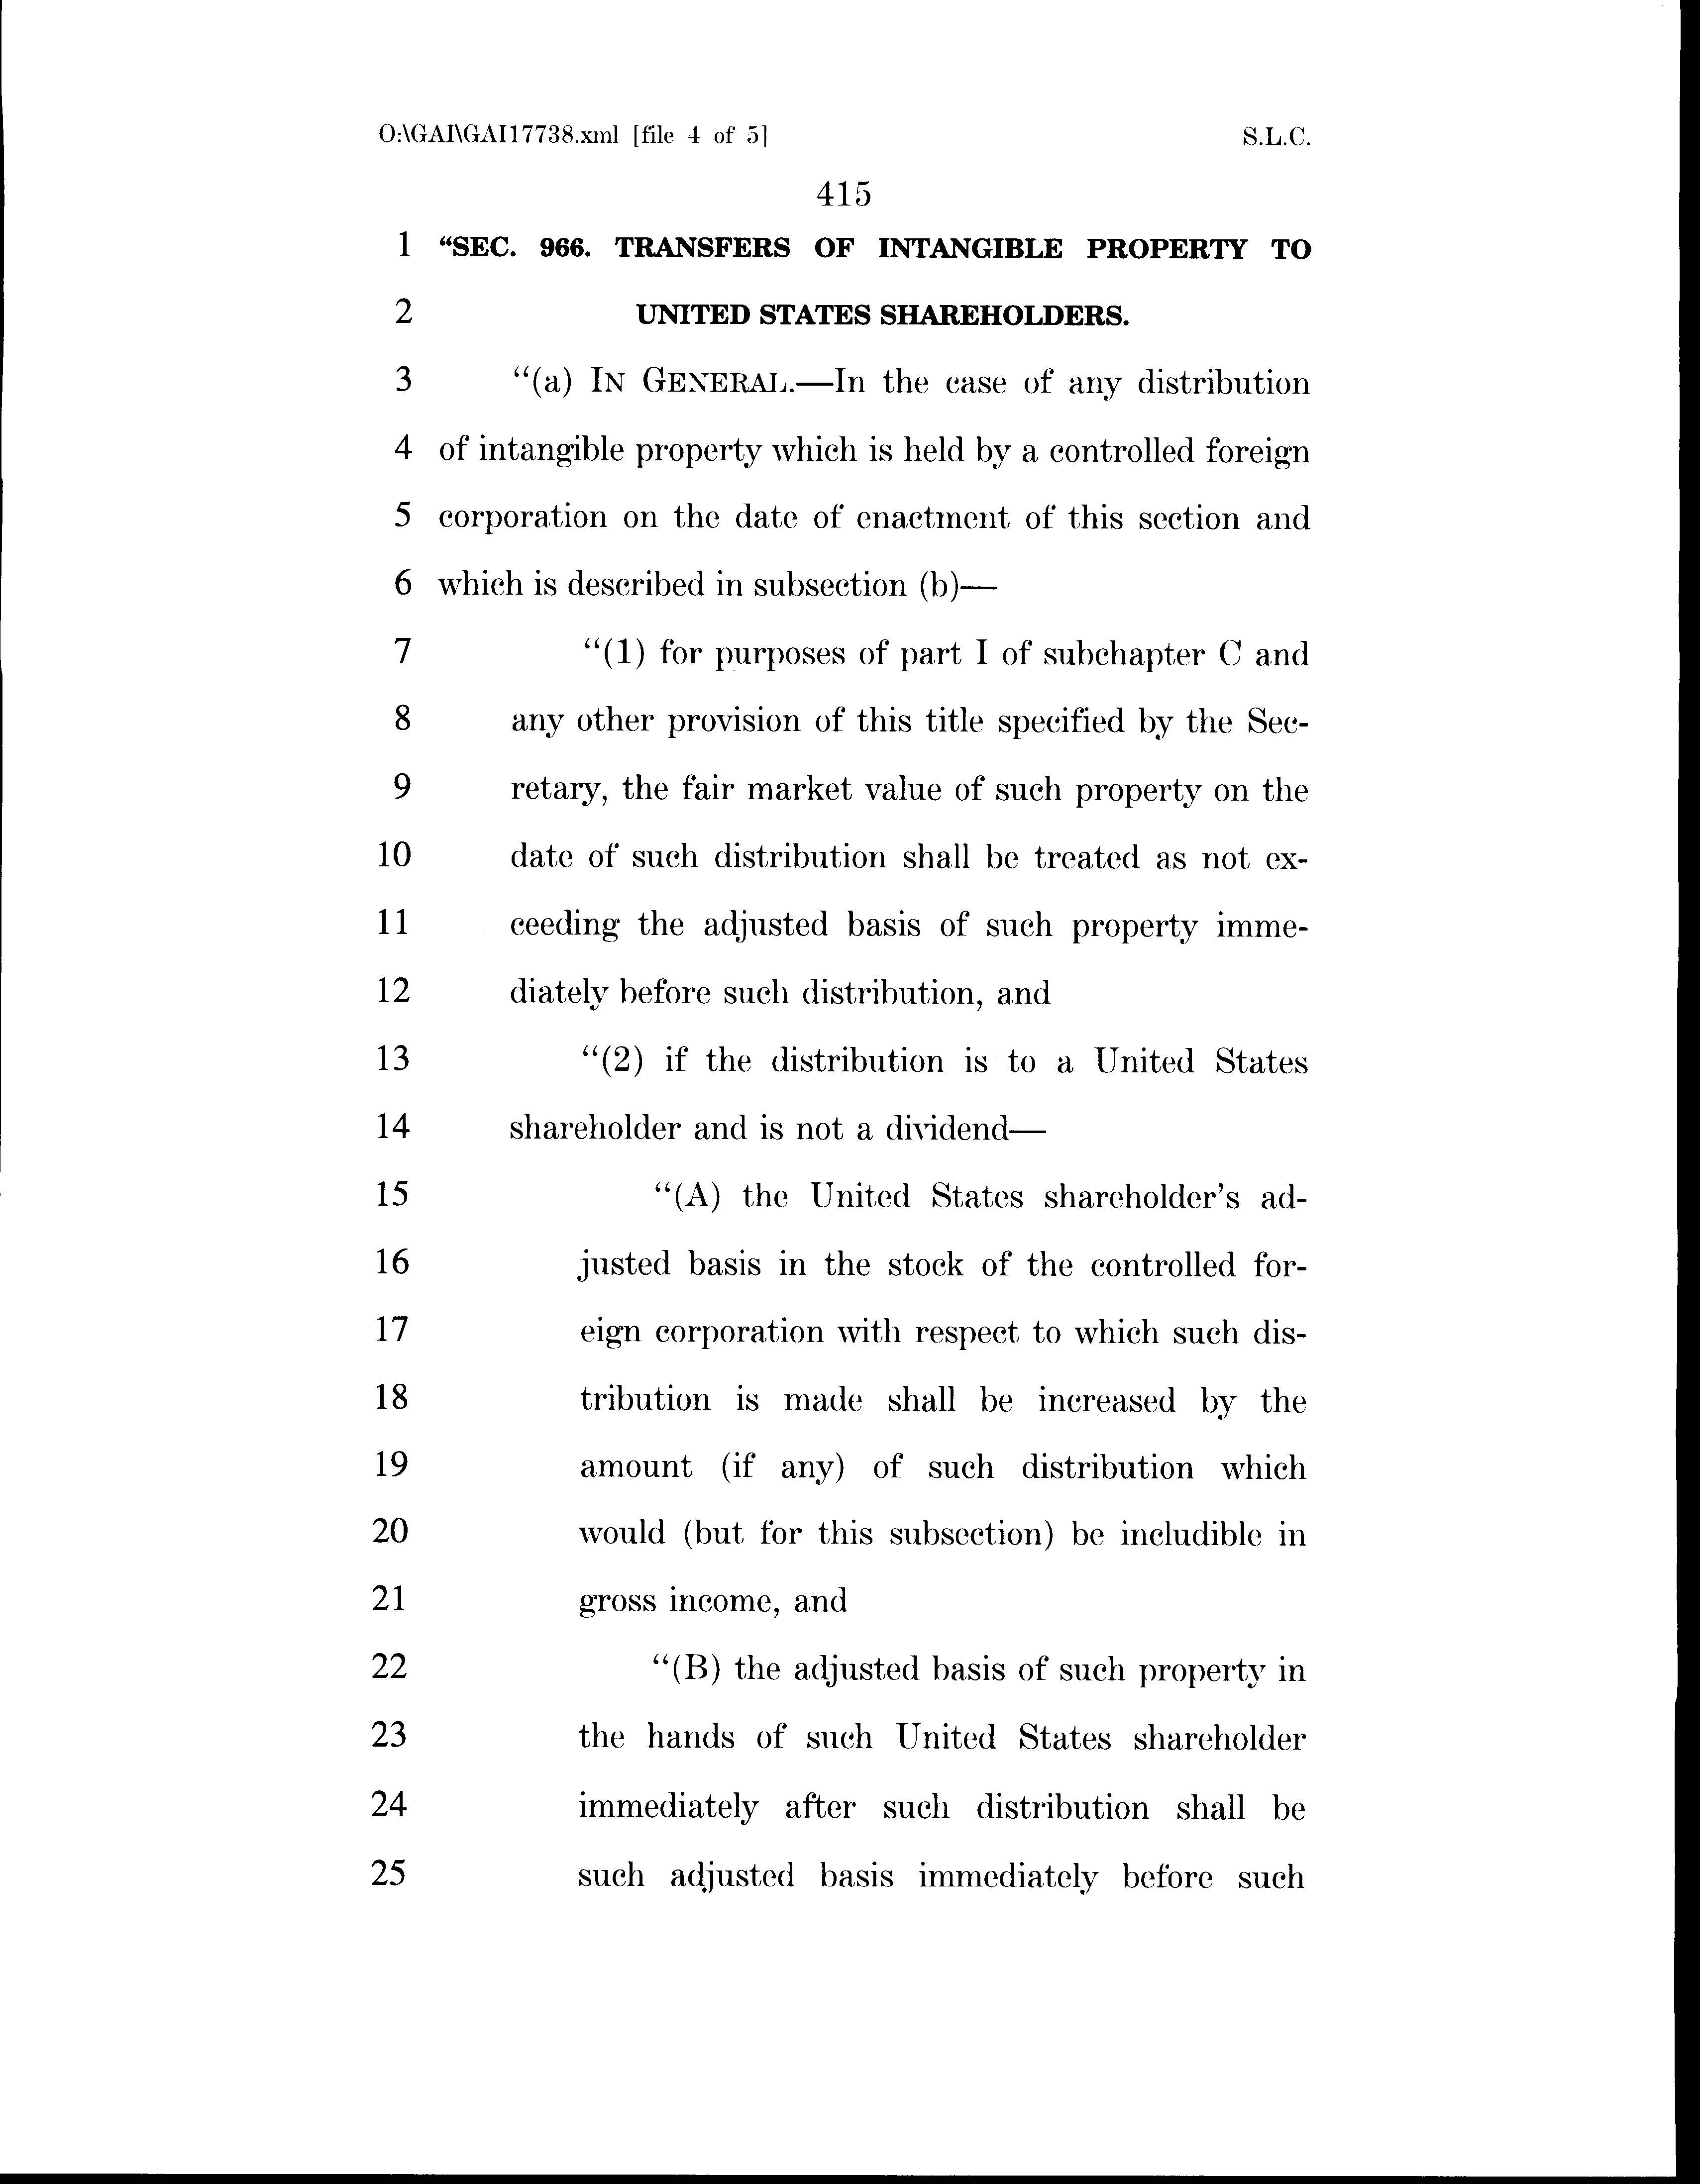 O:\GAI\GAI17738.xml [file 4 of 5] S.L.C.
415
1 “SEC. 966. TRANSFERS OF INTANGIBLE PROPERTY TO
2 UNITED STATES SHAREHOLDERS.
3 “(a) IN GENERAL.—In the case of any distribution
4 of intangible property which is held by a controlled foreign
5 corporation on the date of enactment of this section and
6 which is described in subsection (b)—
7 “(1) for purposes of part I of subchapter C and
8 any other provision of this title specified by the Sec-
9 retary, the fair market value of such property on the
10 date of such distribution shall be treated as not ex-
11 ceeding the adjusted basis of such property imme-
12 diately before such distribution, and
13 “(2) if the distribution is to a United States
14 shareholder and is not a dividend—
15 “(A) the United States shareholder’s ad-
16 justed basis in the stock of the controlled for-
17 eign corporation with respect to which such dis-
18 tribution is made shall be increased by the
19 amount (if any) of such distribution which
20 would (but for this subsection) be includible in
21 gross income, and
22 “(B) the adjusted basis of such property in
23 the hands of such United States shareholder
24 immediately after such distribution shall be
25 such adjusted basis immediately before such